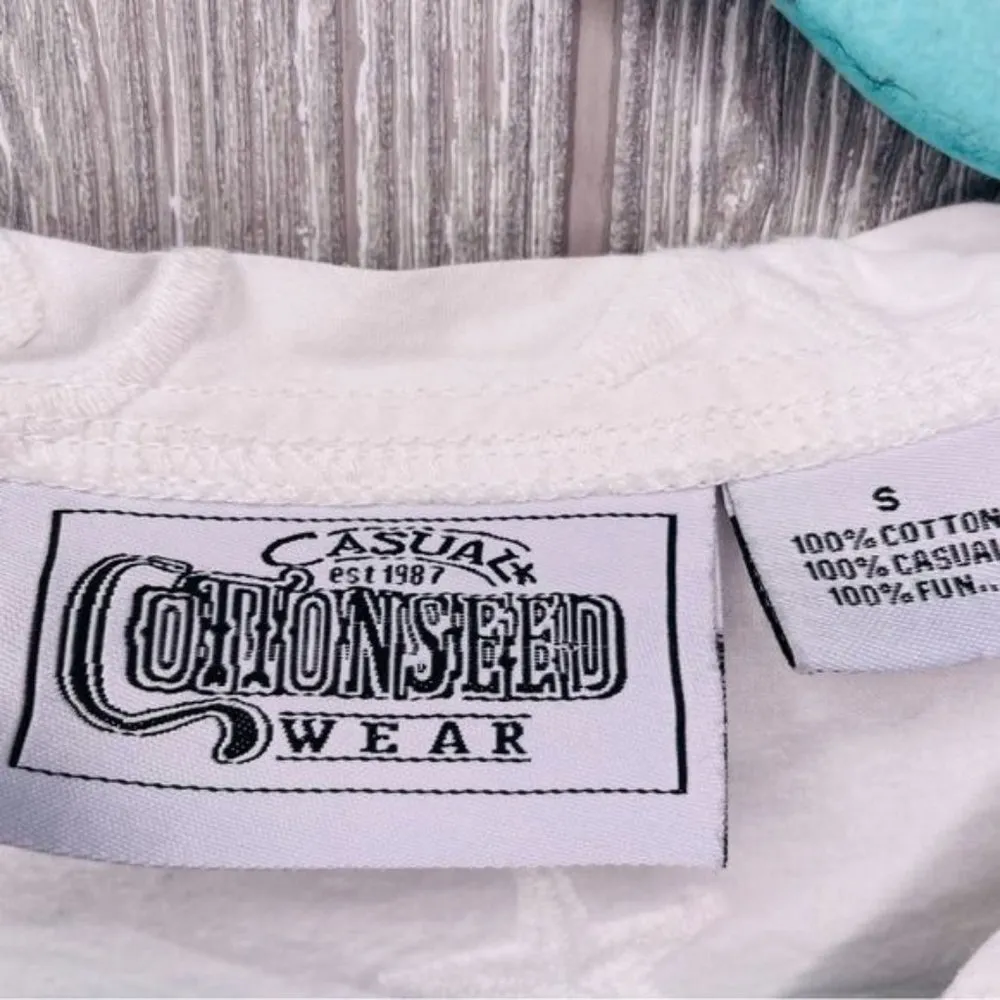 CASUAL
est 1987
COTTONSEED
WEAR
S
100% COTTON
100% CASUAL
100% FUN...